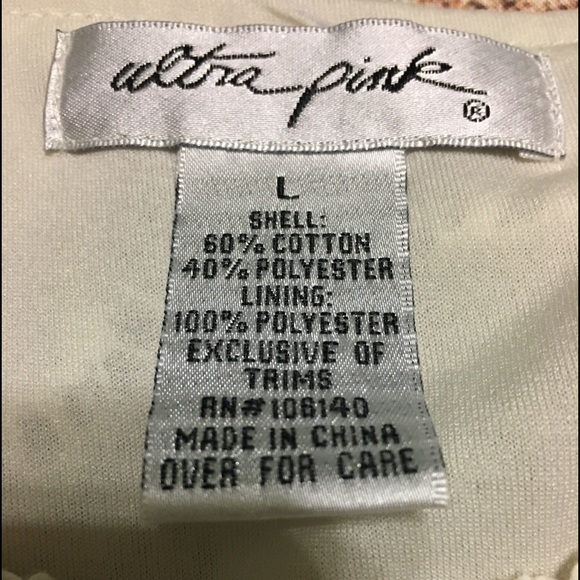 ultra pink ®
L
SHELL:
60% COTTON
40% POLYESTER
LINING:
100% POLYESTER
EXCLUSIVE OF
TRIMS
RN#106140
MADE IN CHINA
OVER FOR CARE